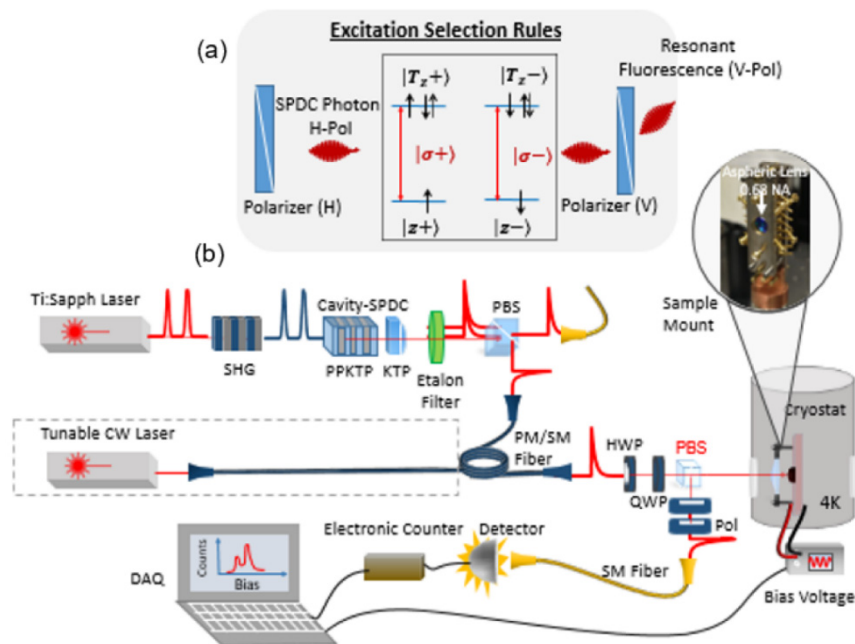 Excitation Selection Rules
(a)
Resonant
Fluorescence (V-Pol)
|T_z+⟩
|T_z−⟩
SPDC Photon
H-Pol
|σ+⟩
|σ−⟩
Polarizer (H)
Polarizer (V)
|z+⟩
|z−⟩
Aspheric Lens
0.68 NA
(b)
Ti:Sapph Laser
Cavity-SPDC
PBS
Sample
Mount
SHG
PPKTP
KTP
Etalon
Filter
Cryostat
Tunable CW Laser
PM/SM
Fiber
HWP
PBS
QWP
4K
Pol
Electronic Counter
Detector
Counts
DAQ
Bias
SM Fiber
Bias Voltage